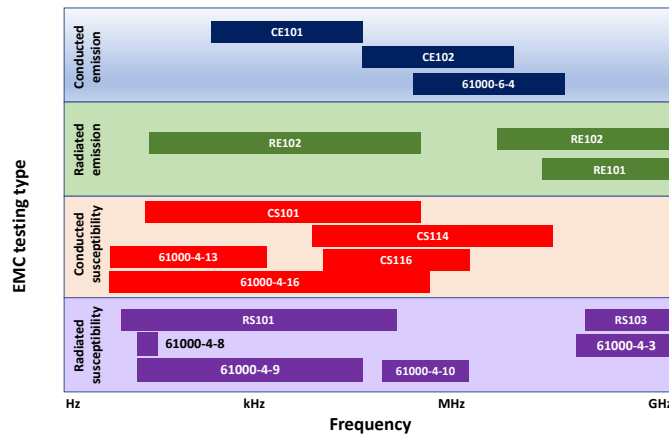 EMC testing type
Conducted
emission
CE101
CE102
61000-6-4
Radiated
emission
RE102
RE102
RE101
Conducted
susceptibility
CS101
CS114
61000-4-13
CS116
61000-4-16
Radiated
susceptibility
RS101
RS103
61000-4-8
61000-4-3
61000-4-9
61000-4-10
Hz
kHz
MHz
GHz
Frequency